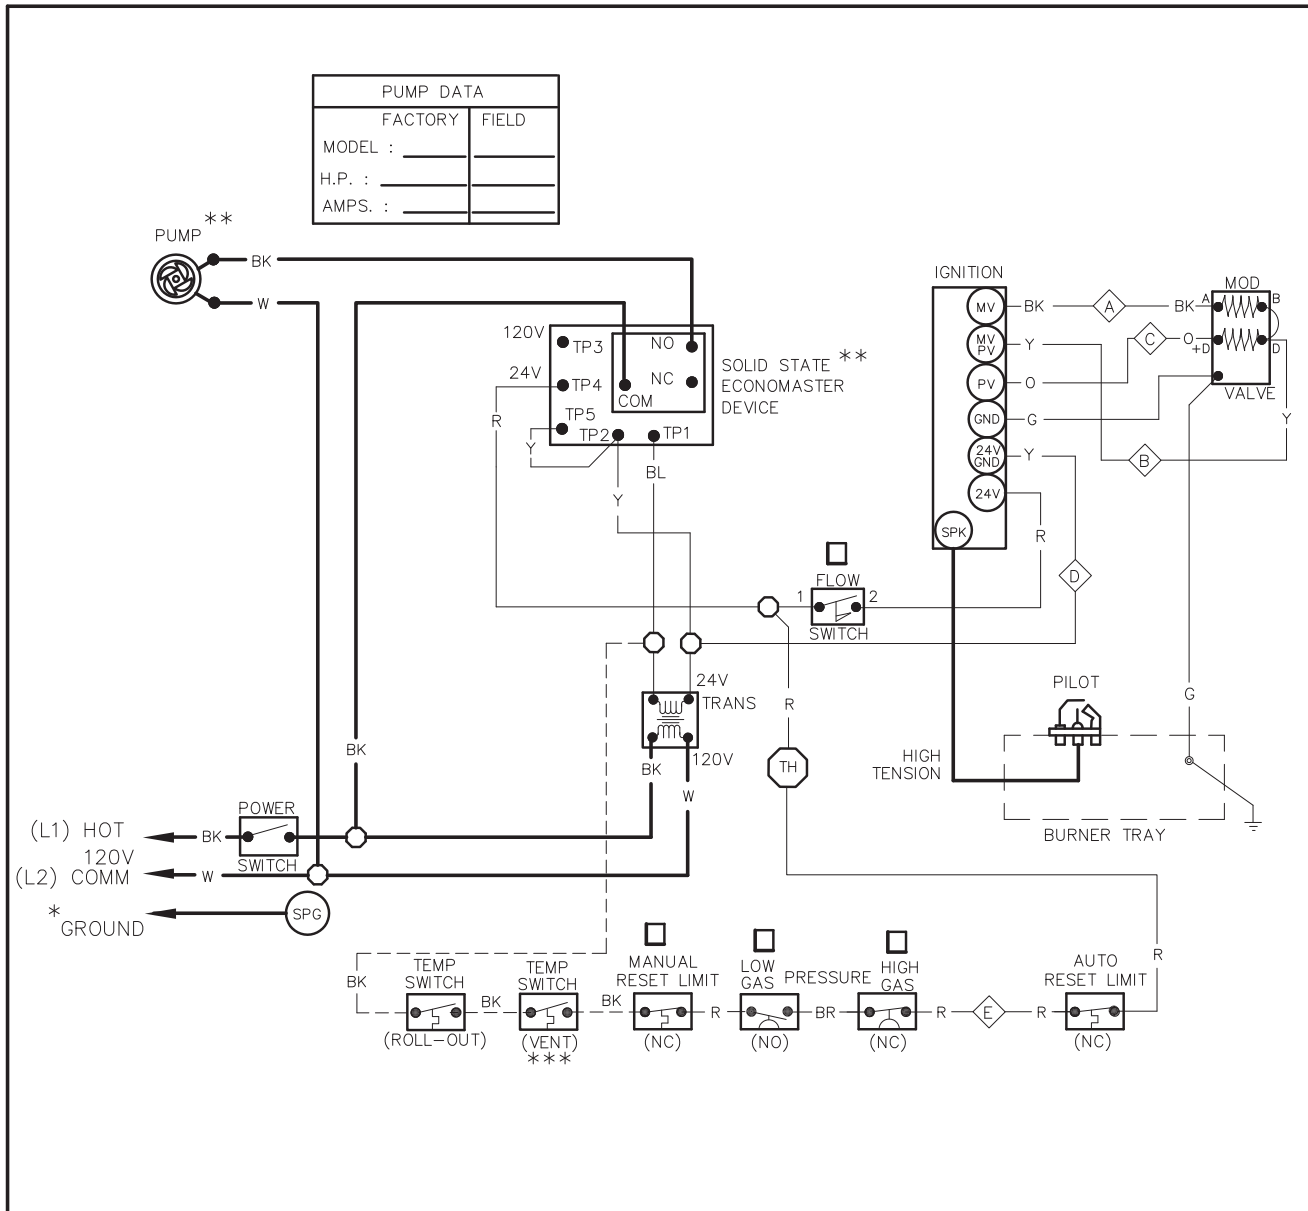 PUMP DATA
FACTORY FIELD
MODEL :
H.P. :
AMPS. :
PUMP **
BK
W
120V
TP3
NO
24V
TP4
NC
COM
TP5
TP2
TP1
SOLID STATE **
ECONOMASTER
DEVICE
R
Y
Y
BL
IGNITION
MV
MV
PV
PV
GND
24V
GND
24V
SPK
BK
A
BK
Y
O
C
O
G
Y
B
R
D
MOD
A
B
+D
D
VALVE
Y
G
FLOW
1
2
SWITCH
24V
TRANS
120V
BK
W
R
TH
PILOT
HIGH
TENSION
BURNER TRAY
BK
POWER
SWITCH
(L1) HOT
BK
120V
(L2) COMM
W
*
GROUND
SPG
BK
TEMP
SWITCH
(ROLL-OUT)
BK
TEMP
SWITCH
(VENT)
***
BK
MANUAL
RESET LIMIT
(NC)
R
LOW
GAS
(NO)
PRESSURE
BR
HIGH
GAS
(NC)
R
E
R
AUTO
RESET LIMIT
(NC)
R